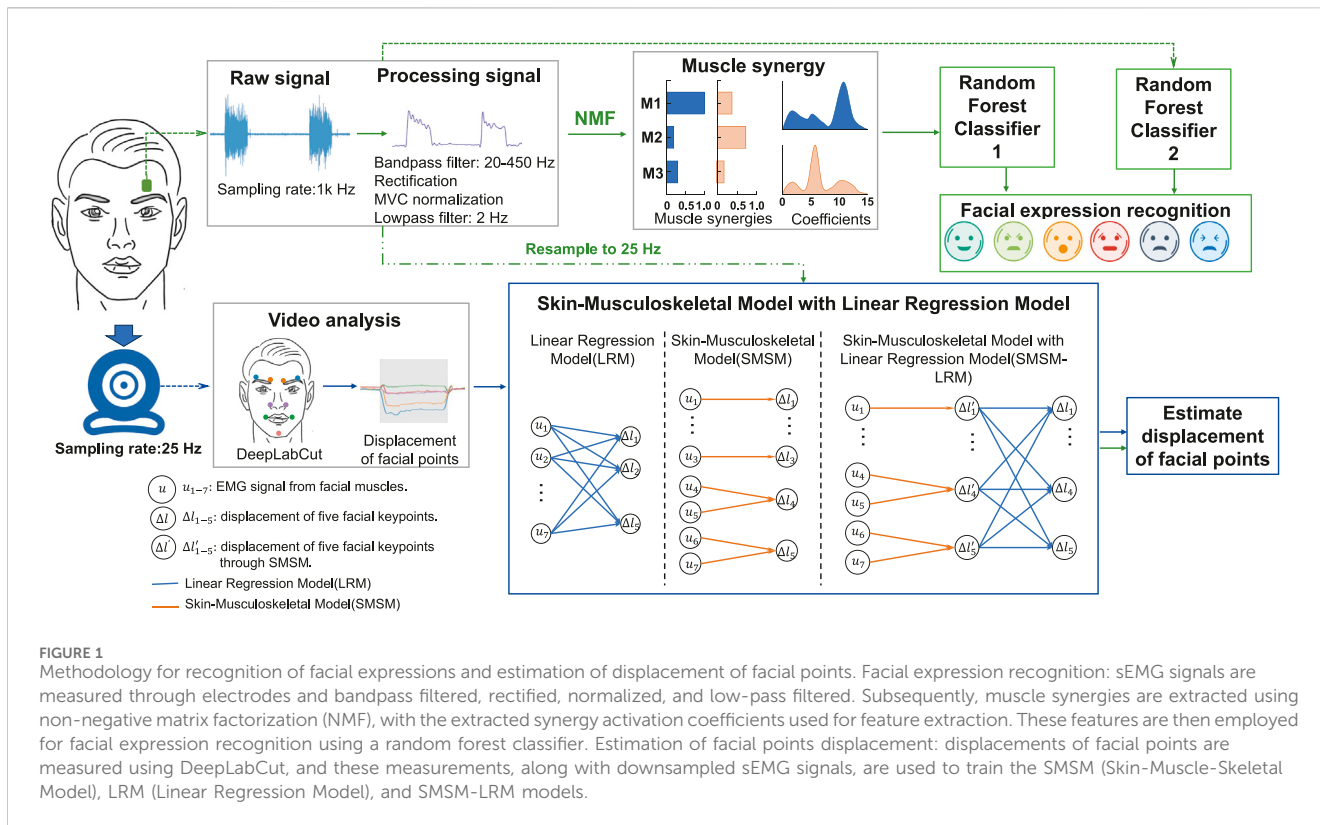 Raw signal
Sampling rate:1k Hz
Processing signal
Bandpass filter: 20-450 Hz
Rectification
MVC normalization
Lowpass filter: 2 Hz
NMF
Muscle synergy
M1
M2
M3
0 0.5 1.0
0 0.5 1.0
Muscle synergies
0 5 10 15
Coefficients
Random
Forest
Classifier
1
Random
Forest
Classifier
2
Facial expression recognition
Resample to 25 Hz
Sampling rate:25 Hz
Video analysis
DeepLabCut
Displacement
of facial points
u u₁₋₇: EMG signal from facial muscles.
Δl Δl₁₋₅: displacement of five facial keypoints.
Δl′ Δl′₁₋₅: displacement of five facial keypoints
through SMSM.
Linear Regression Model(LRM)
Skin-Musculoskeletal Model(SMSM)
Skin-Musculoskeletal Model with Linear Regression Model
Linear Regression
Model(LRM)
u₁ Δl₁
u₂ Δl₂
⋮
u₇ Δl₅
Skin-Musculoskeletal
Model(SMSM)
u₁ Δl₁
⋮ ⋮
u₃ Δl₃
u₄ Δl₄
u₅
u₆ Δl₅
u₇
Skin-Musculoskeletal Model with
Linear Regression Model(SMSM-
LRM)
u₁ Δl′₁ Δl₁
⋮ ⋮ ⋮
u₄ Δl′₄ Δl₄
u₅
u₆ Δl′₅ Δl₅
u₇
Estimate
displacement
of facial points
FIGURE 1
Methodology for recognition of facial expressions and estimation of displacement of facial points. Facial expression recognition: sEMG signals are
measured through electrodes and bandpass filtered, rectified, normalized, and low-pass filtered. Subsequently, muscle synergies are extracted using
non-negative matrix factorization (NMF), with the extracted synergy activation coefficients used for feature extraction. These features are then employed
for facial expression recognition using a random forest classifier. Estimation of facial points displacement: displacements of facial points are
measured using DeepLabCut, and these measurements, along with downsampled sEMG signals, are used to train the SMSM (Skin-Muscle-Skeletal
Model), LRM (Linear Regression Model), and SMSM-LRM models.